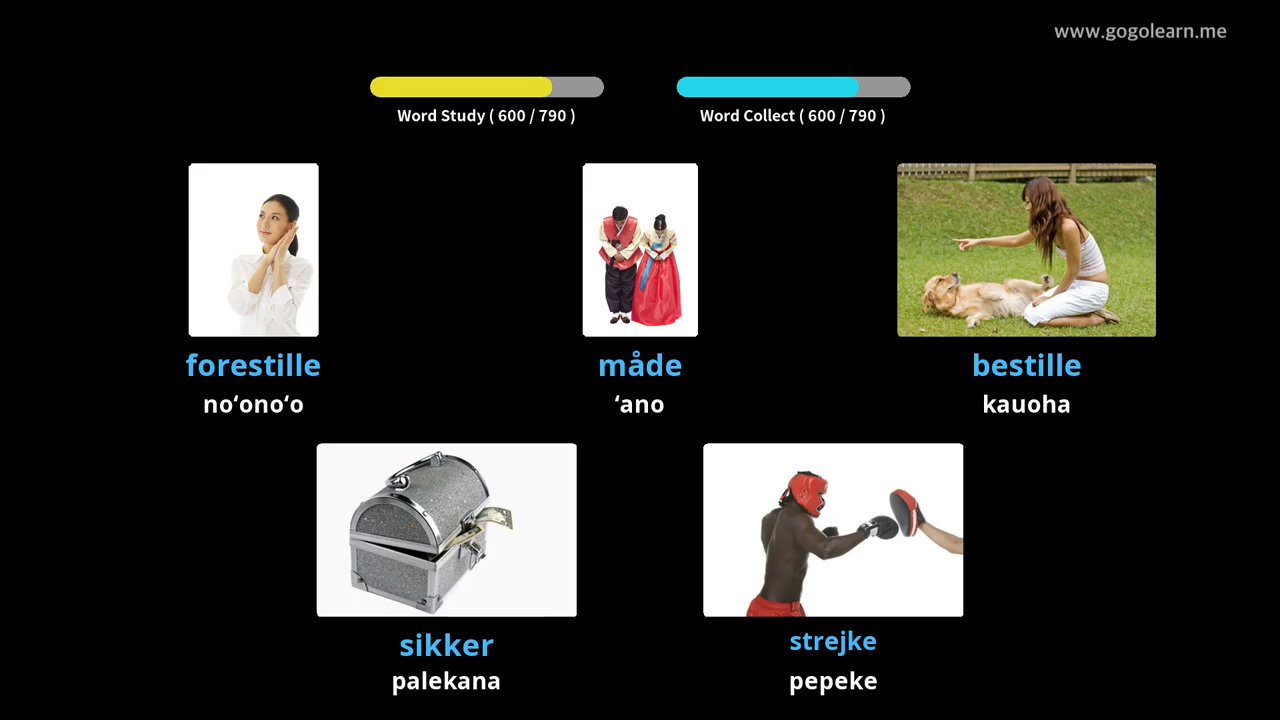 www.gogolearn.me
Word Study ( 600 / 790 )
Word Collect ( 600 / 790 )
forestille
noʻonoʻo
måde
ʻano
bestille
kauoha
sikker
palekana
strejke
pepeke